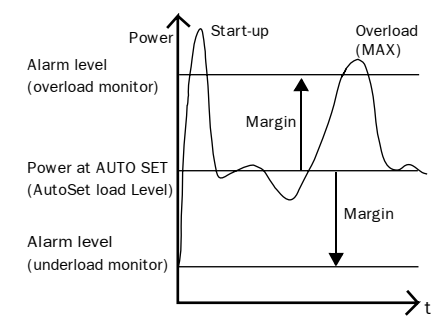 Power
Start-up
Overload
(MAX)
Alarm level
(overload monitor)
Margin
Power at AUTO SET
(AutoSet load Level)
Margin
Alarm level
(underload monitor)
t